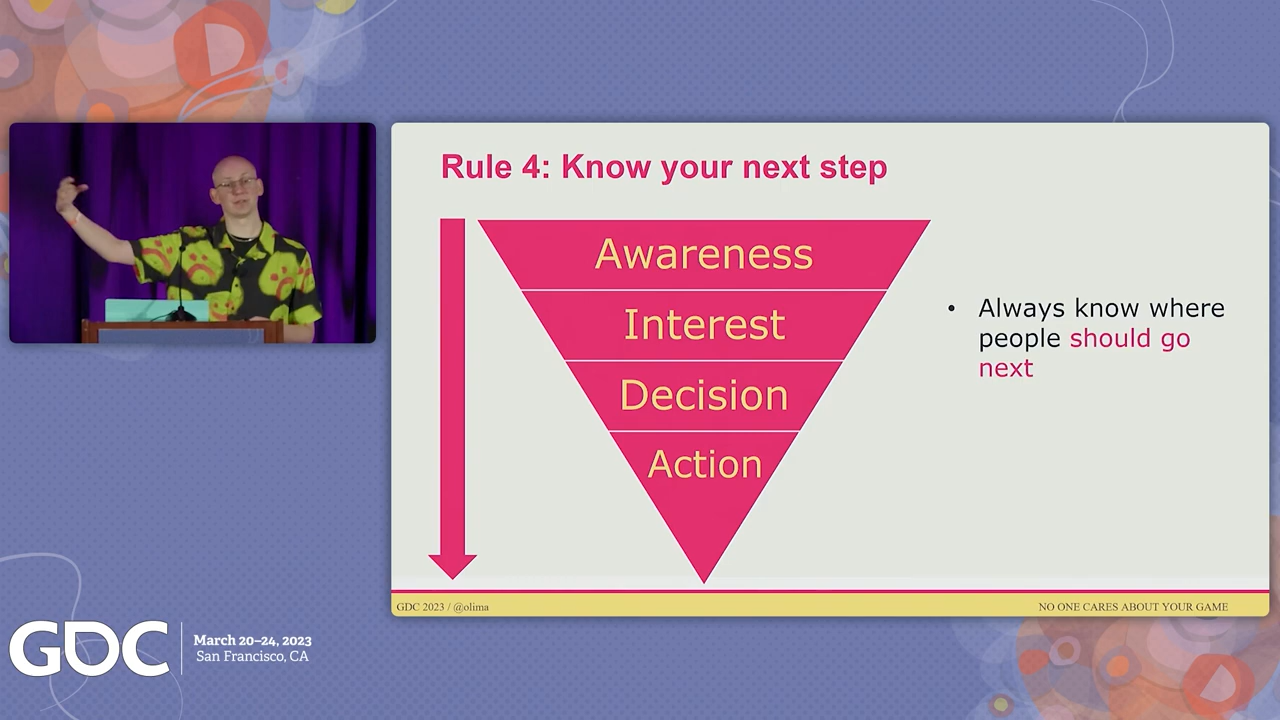 Rule 4: Know your next step
Awareness
Interest
Decision
Action
• Always know where
people should go
next
GDC 2023 / @olima
NO ONE CARES ABOUT YOUR GAME
GDC
March 20–24, 2023
San Francisco, CA